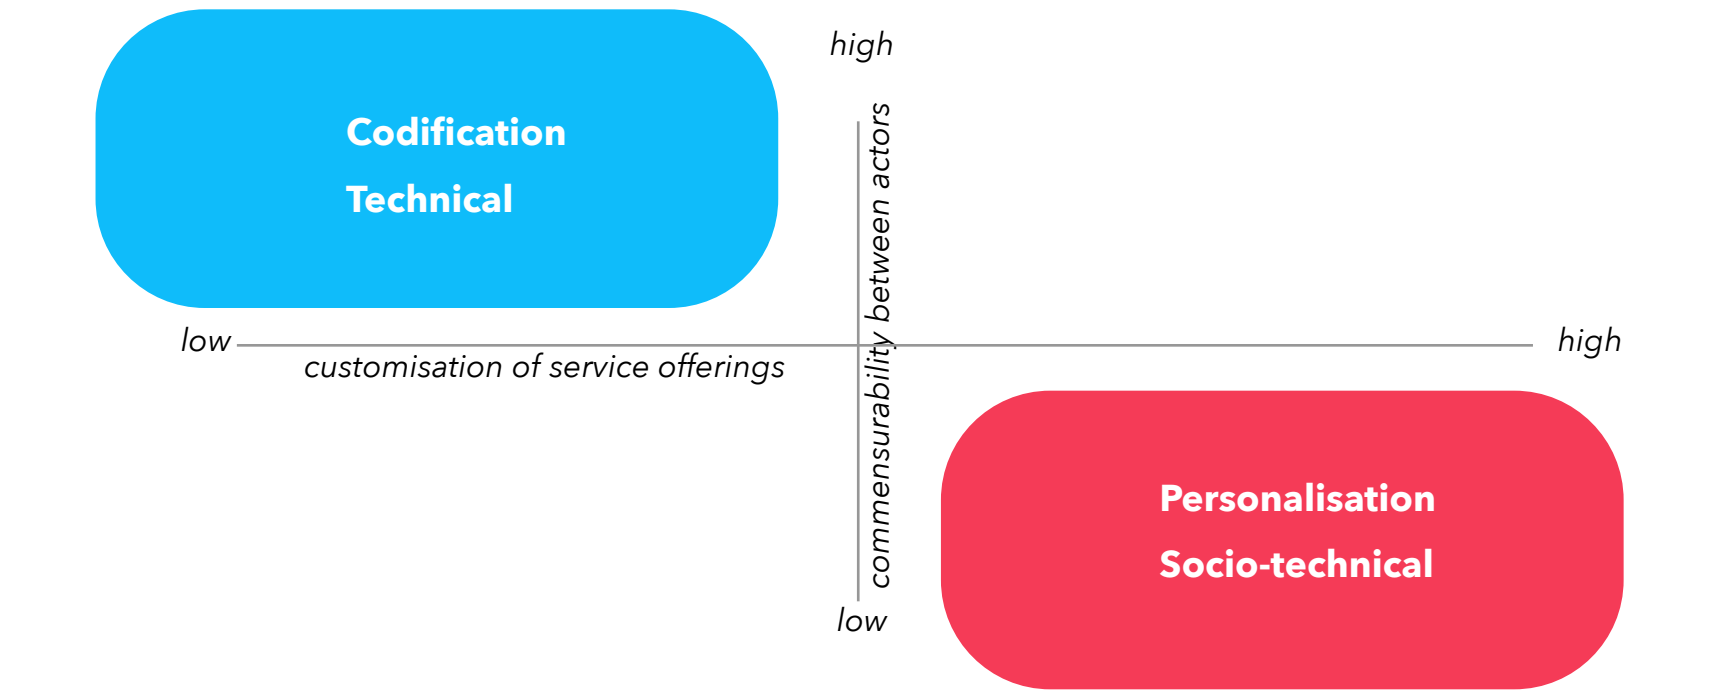 high
Codification
Technical
commensurability between actors
low
high
customisation of service offerings
Personalisation
Socio-technical
low